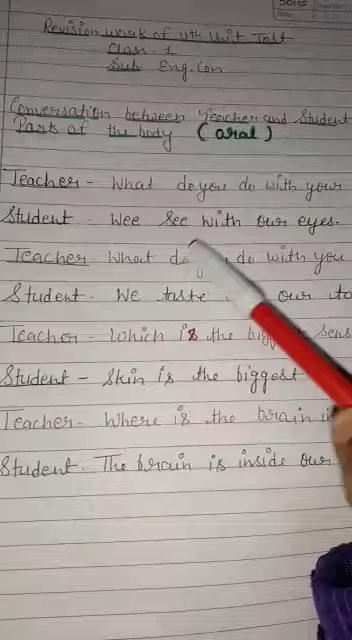 Revision work of 4th Unit Test
Class - 1
Sub Eng. Con
Conversation between Teacher and Student
Parts of the body (oral)
Teacher - What do you do with your
Student - Wee See with our eyes.
Teacher - What do do with you
Student - We taste our to
Teacher - Which is the sens
Student - Skin is the biggest
Teacher - Where is the brain
Student. The brain is inside our